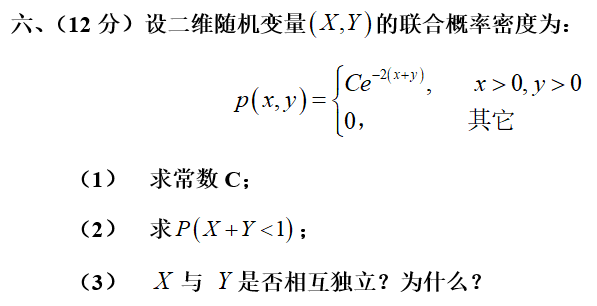 六、（12 分）设二维随机变量(X,Y)的联合概率密度为：
p(x,y)={Ce^{-2(x+y)}, x>0,y>0
0, 其它
（1） 求常数 C；
（2） 求P(X+Y<1)；
（3） X 与 Y 是否相互独立？为什么？